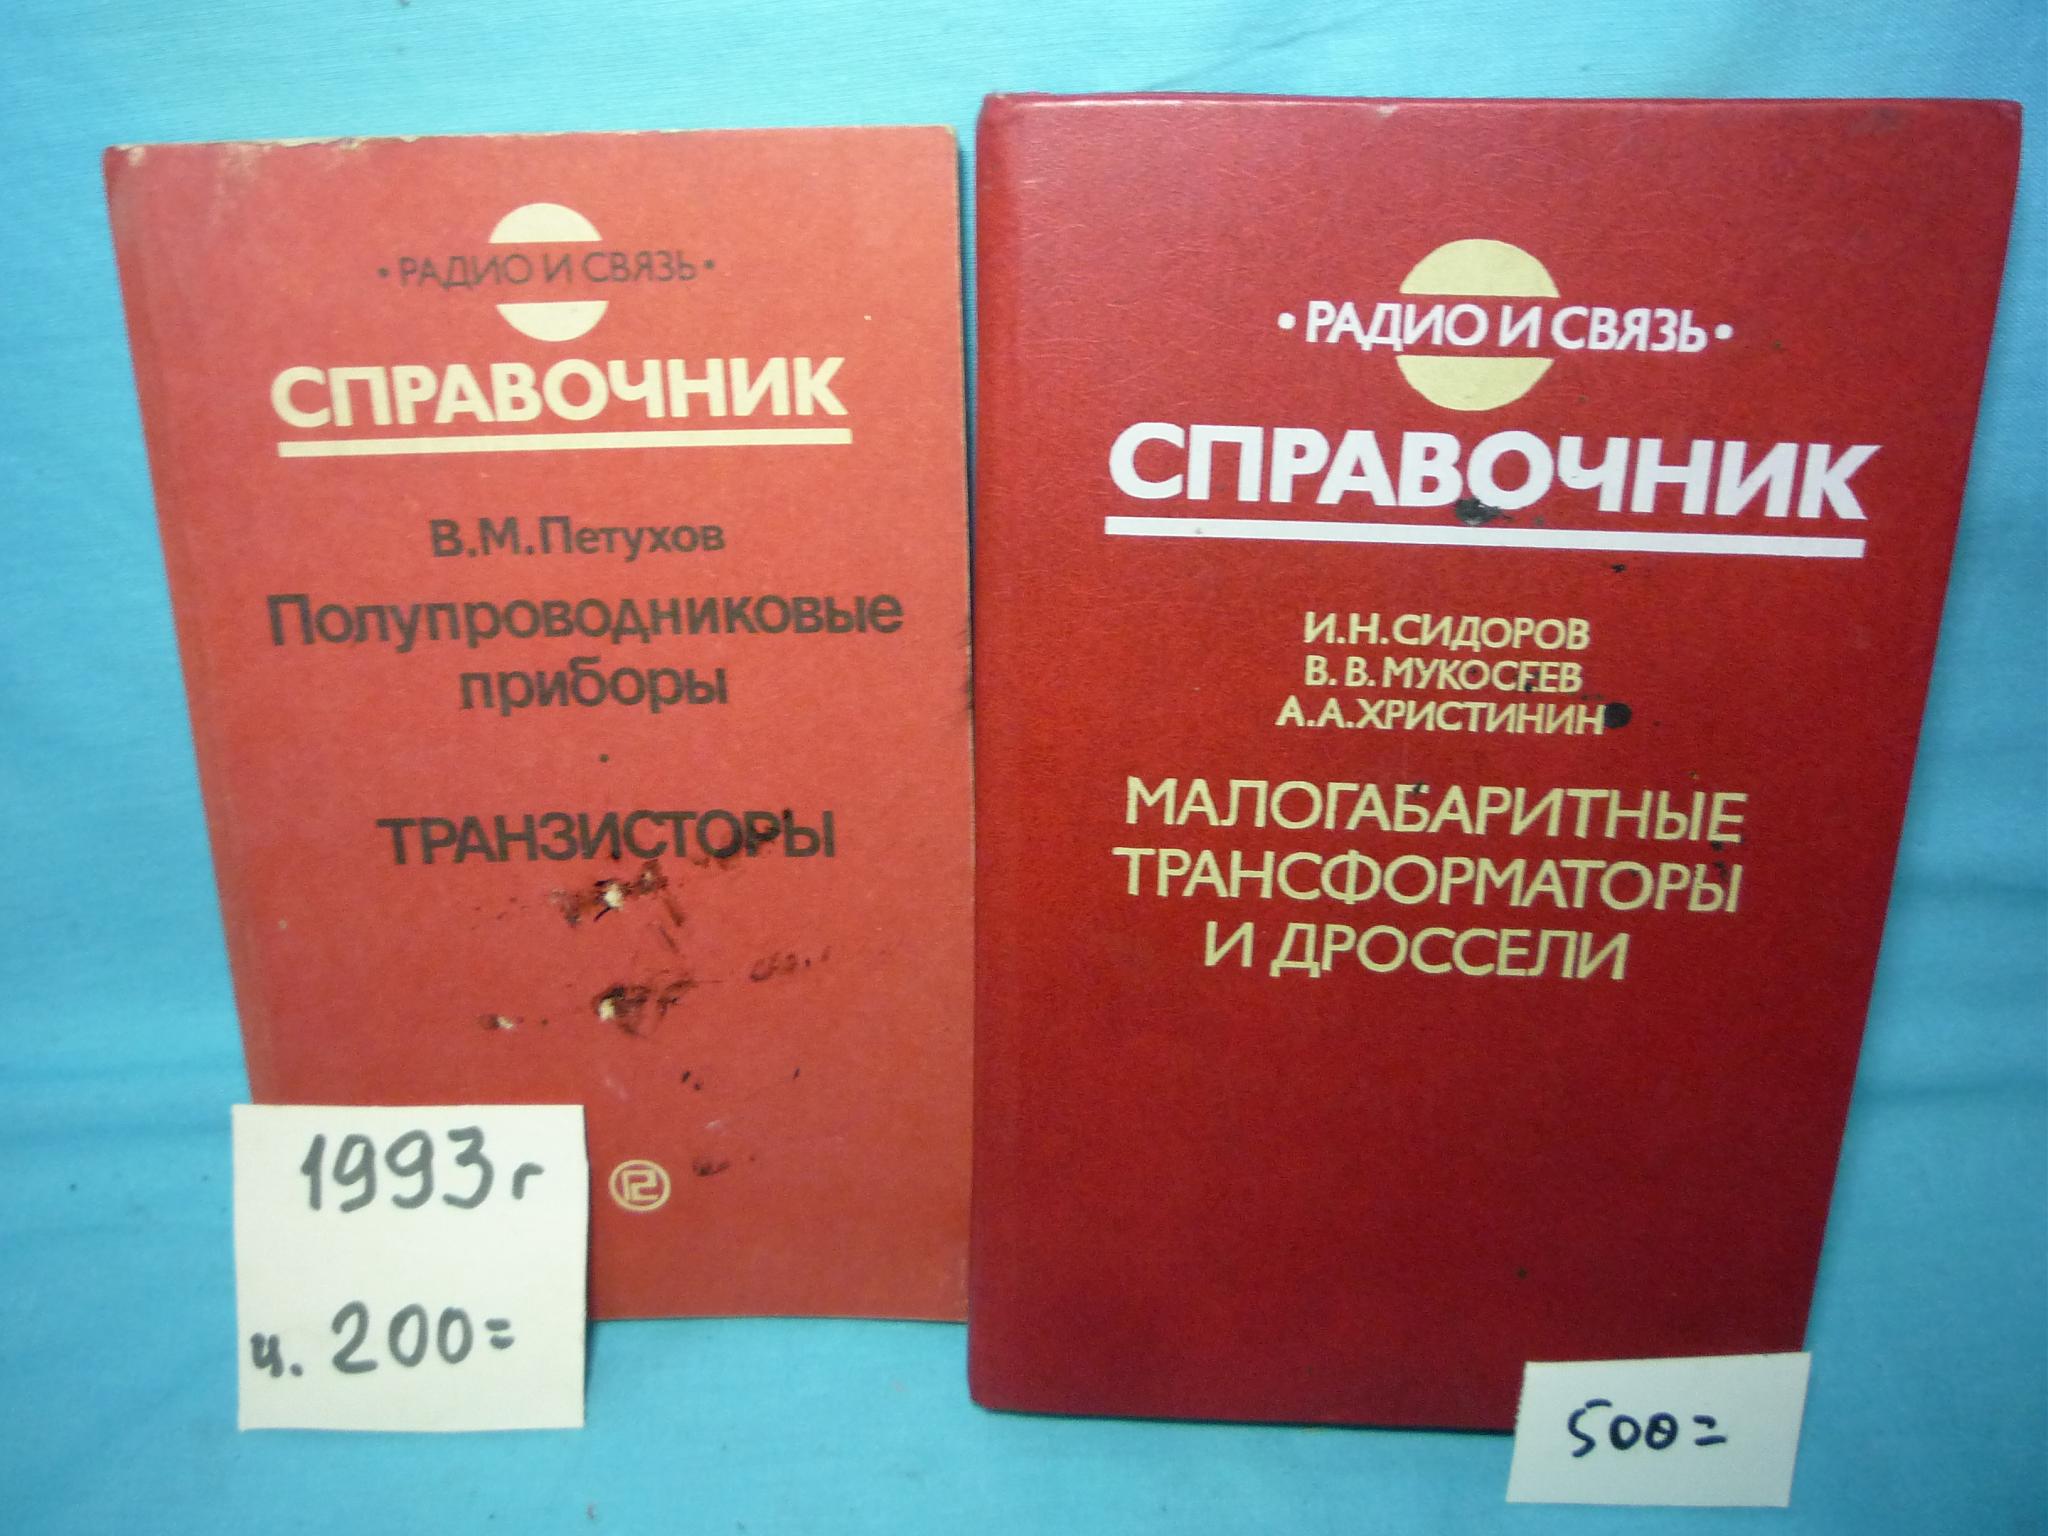 • РАДИО И СВЯЗЬ •
СПРАВОЧНИК
В.М.Петухов
Полупроводниковые
приборы
ТРАНЗИСТОРЫ
1993г
ц. 200=
• РАДИО И СВЯЗЬ •
СПРАВОЧНИК
И.Н.СИДОРОВ
В.В.МУКОСЕЕВ
А.А.ХРИСТИНИН
МАЛОГАБАРИТНЫЕ
ТРАНСФОРМАТОРЫ
И ДРОССЕЛИ
500=